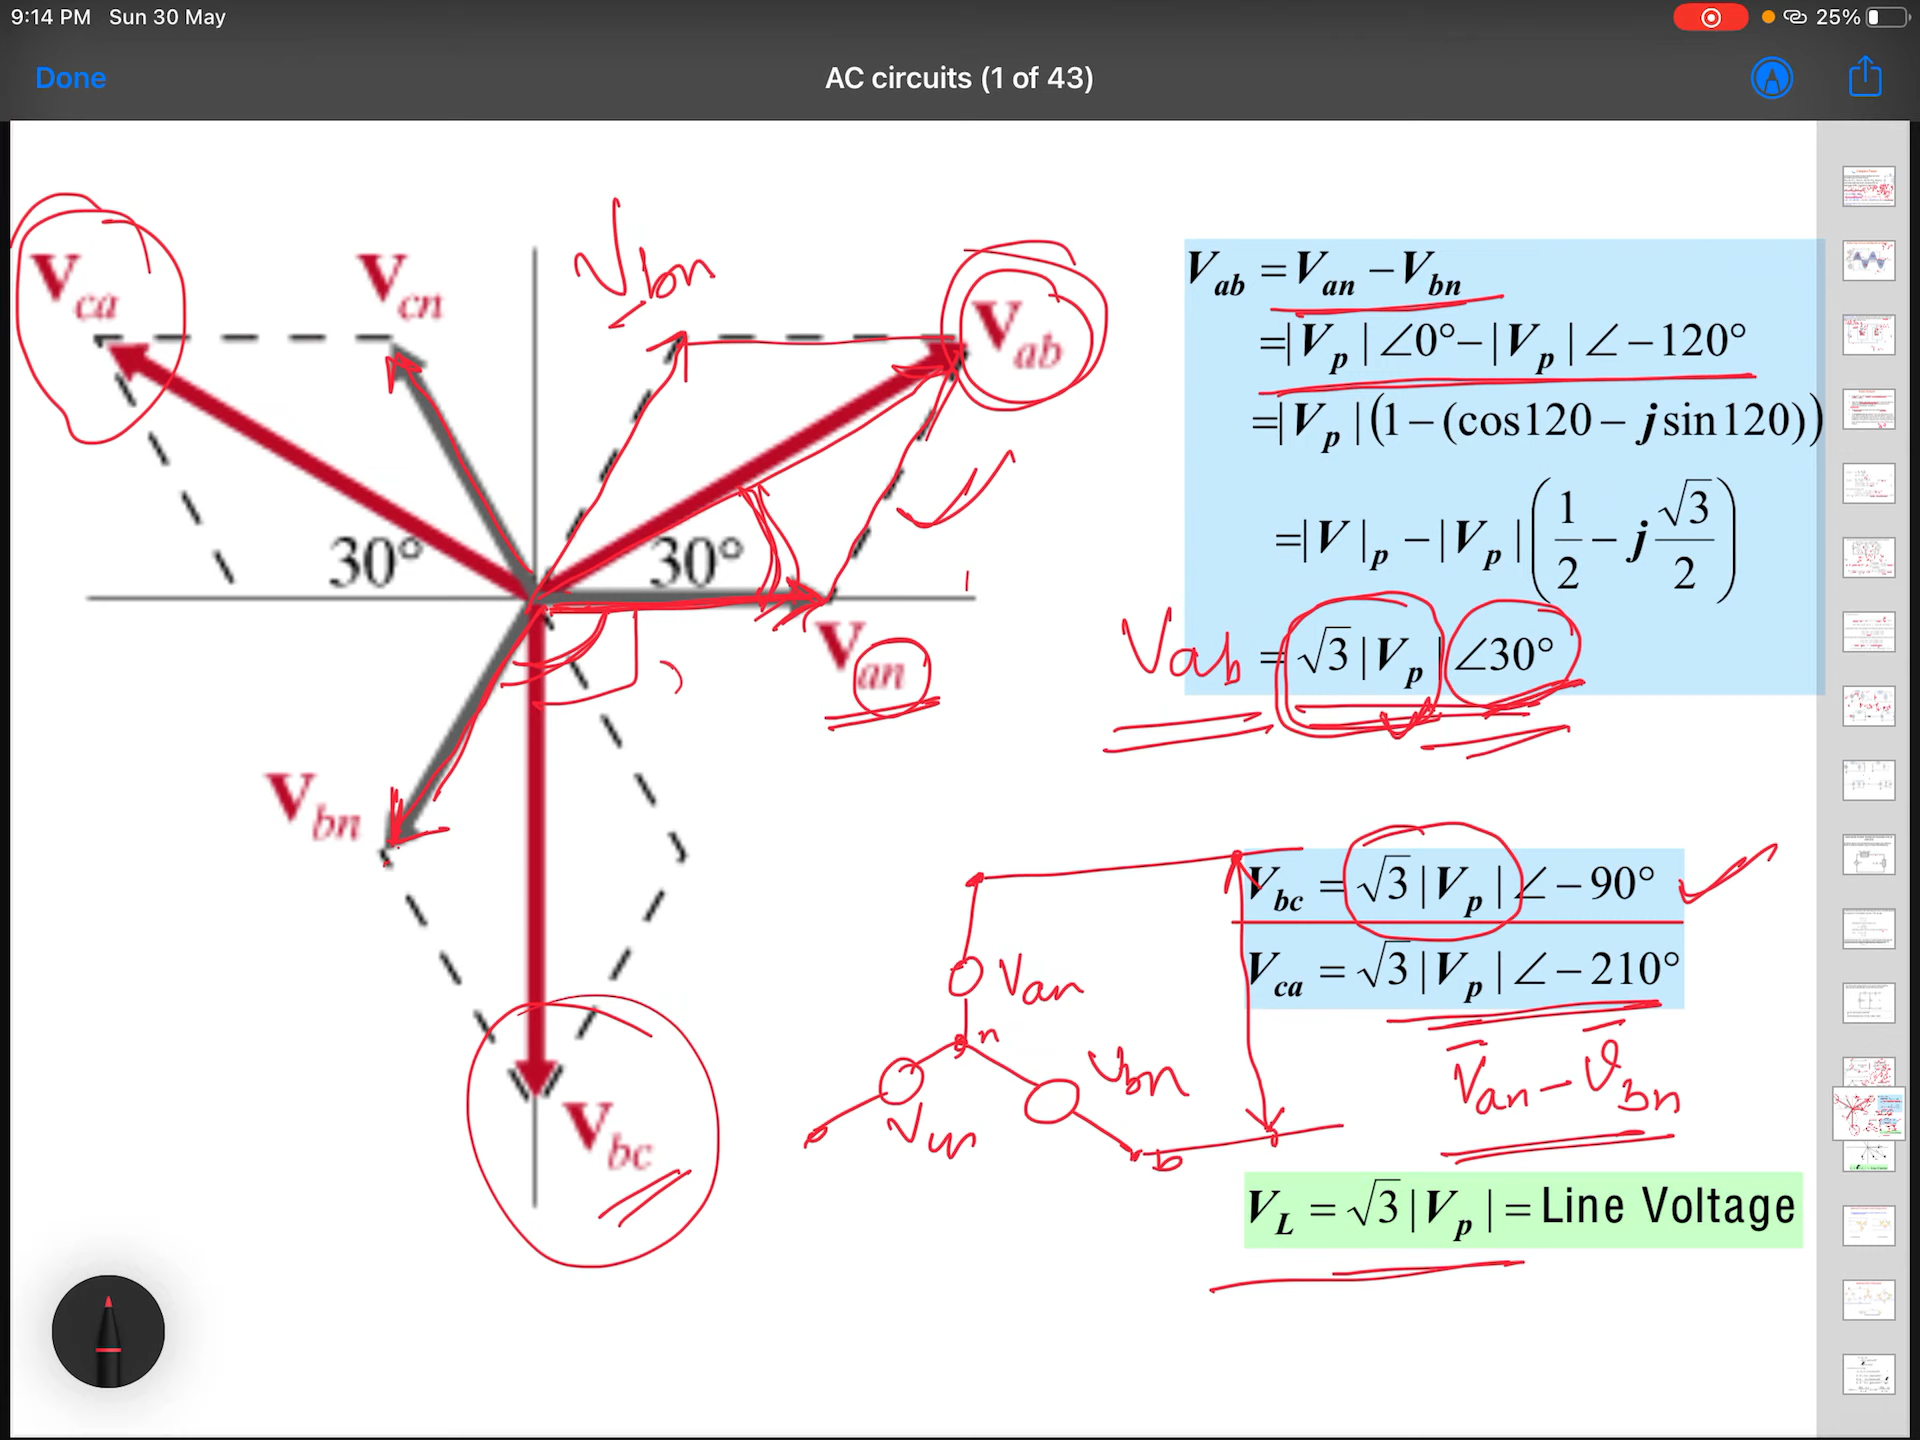 9:14 PM Sun 30 May
25%
Done
AC circuits (1 of 43)
Vca
Vcn
Vbn
Vab
30°
30°
Van
Vbn
Vbc
Vab = Van − Vbn
=|Vp|∠0°−|Vp|∠−120°
=|Vp|(1−(cos120−jsin120))
=|V|p −|Vp|(1/2 − j √3/2)
Vab = √3|Vp|∠30°
Vbc = √3|Vp|∠−90°
Vca = √3|Vp|∠−210°
Van
n
Vbn
b
Van − Vbn
VL = √3|Vp|= Line Voltage